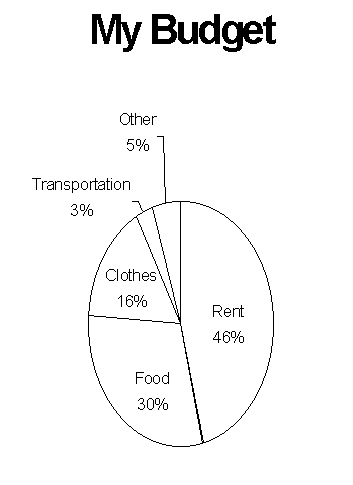 My Budget
Other
5%
Transportation
3%
Clothes
16%
Rent
46%
Food
30%